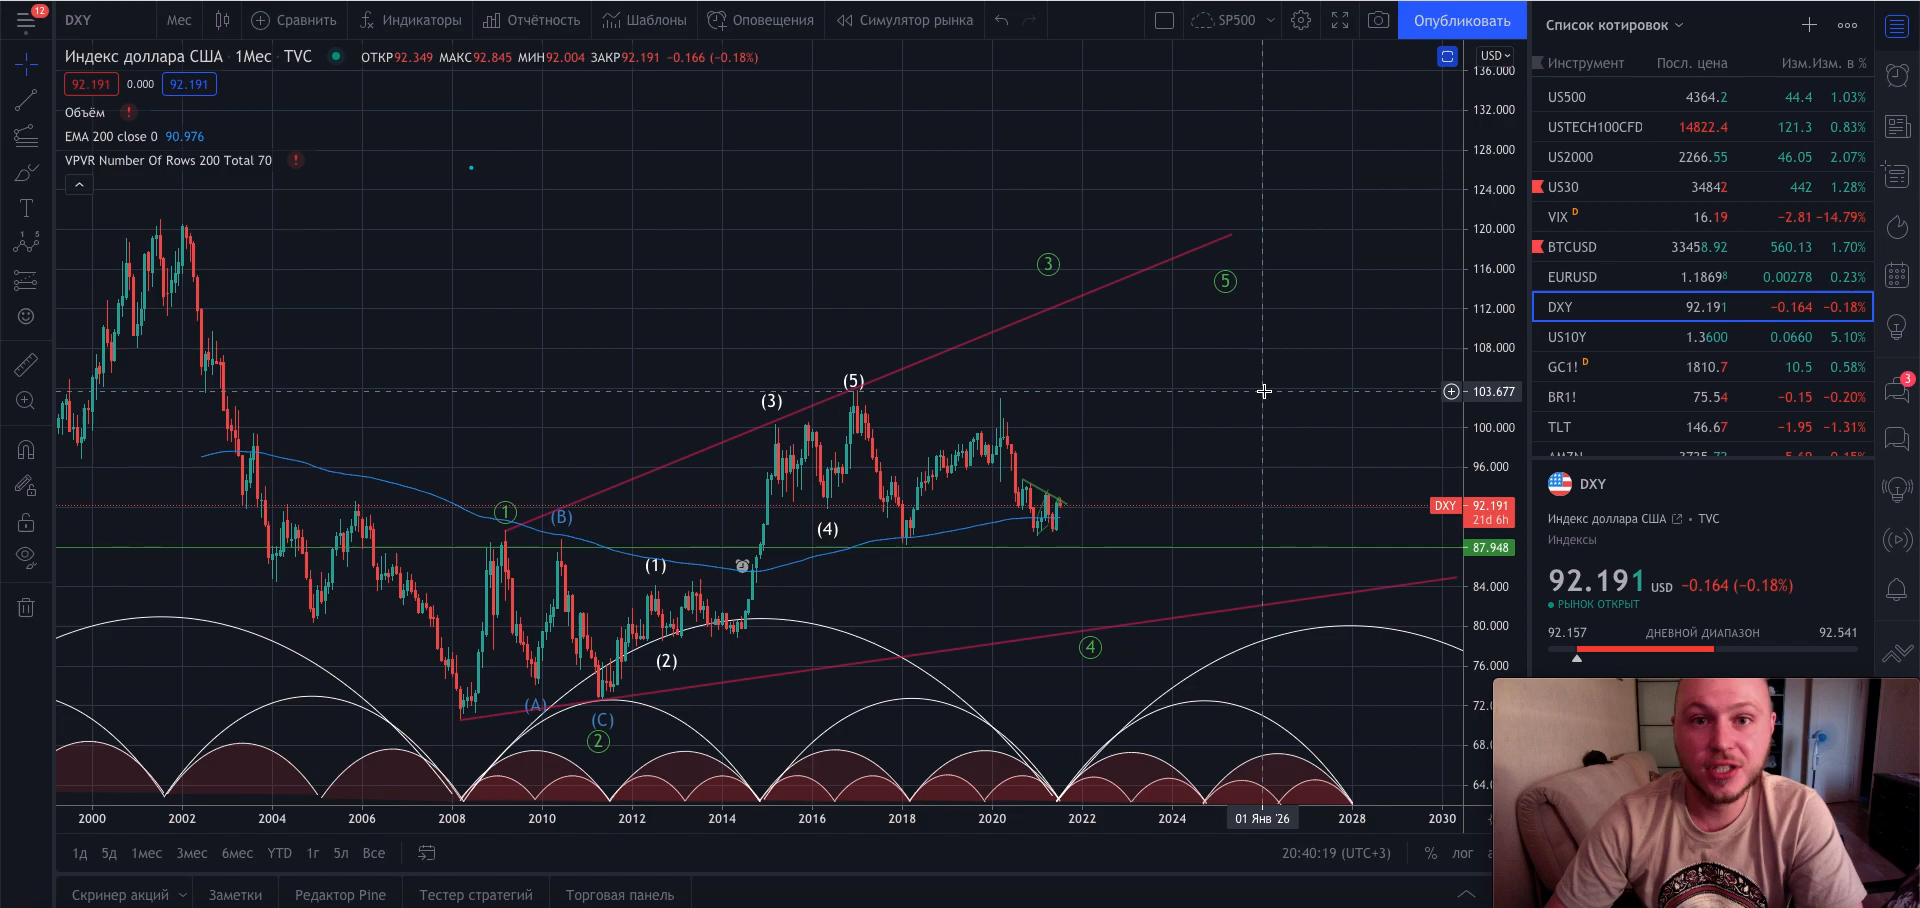 12
DXY
Мес
Сравнить
Индикаторы
Отчётность
Шаблоны
Оповещения
Симулятор рынка
SP500
Опубликовать
Список котировок
Индекс доллара США · 1Мес · TVC
ОТКР92.349 МАКС92.845 МИН92.004 ЗАКР92.191 −0.166 (−0.18%)
USD
92.191 0.000 92.191
Объём !
EMA 200 close 0 90.976
VPVR Number Of Rows 200 Total 70 !
Инструмент Посл. цена Изм. Изм. в %
US500 4364.2 44.4 1.03%
USTECH100CFD 14822.4 121.3 0.83%
US2000 2266.55 46.05 2.07%
US30 34842 442 1.28%
VIX D 16.19 −2.81 −14.79%
BTCUSD 33458.92 560.13 1.70%
EURUSD 1.18698 0.00278 0.23%
DXY 92.191 −0.164 −0.18%
US10Y 1.3600 0.0660 5.10%
GC1! D 1810.7 10.5 0.58%
BR1! 75.54 −0.15 −0.20%
TLT 146.67 −1.95 −1.31%
3
136.000
132.000
128.000
124.000
120.000
116.000
112.000
108.000
103.677
100.000
96.000
DXY 92.191
21d 6h
87.948
84.000
80.000
76.000
72.0
68.0
64.0
3
5
(5)
(3)
1
(B)
(4)
(1)
(2)
4
(A)
(C)
2
DXY
Индекс доллара США • TVC
Индексы
92.191 USD −0.164 (−0.18%)
РЫНОК ОТКРЫТ
92.157 ДНЕВНОЙ ДИАПАЗОН 92.541
2000 2002 2004 2006 2008 2010 2012 2014 2016 2018 2020 2022 2024 01 Янв '26 2028 2030
1д 5д 1мес 3мес 6мес YTD 1г 5л Все
20:40:19 (UTC+3) % лог
Скринер акций
Заметки
Редактор Pine
Тестер стратегий
Торговая панель